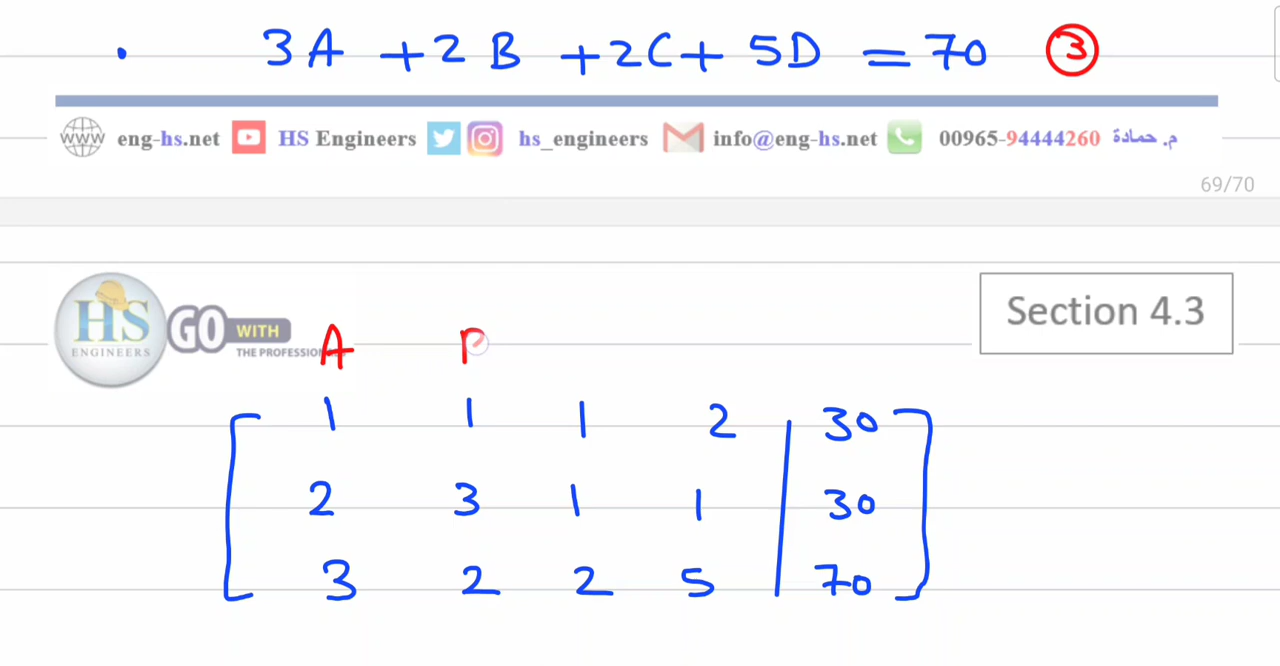 • 3A + 2B + 2C + 5D = 70 ③
www eng-hs.net HS Engineers hs_engineers info@eng-hs.net 00965-94444260 م. حمادة
69/70
HS ENGINEERS GO WITH THE PROFESSION
Section 4.3
A
1 1 1 2 | 30
2 3 1 1 | 30
3 2 2 5 | 70